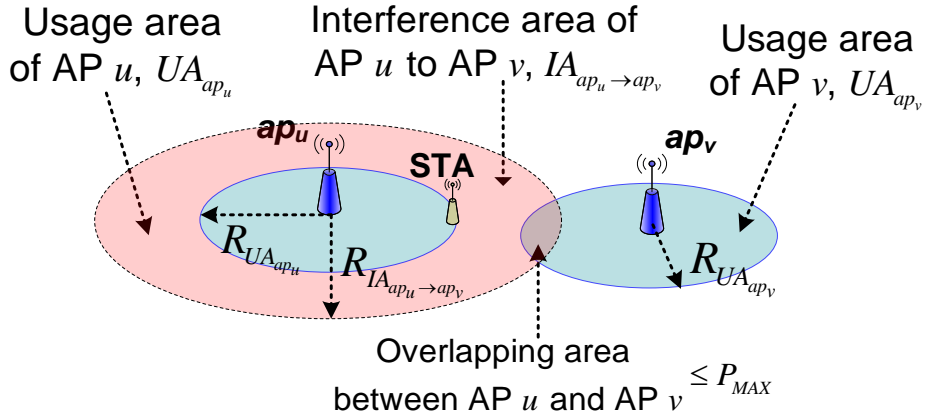 Usage area
of AP u, UA_{ap_u}
Interference area of
AP u to AP v, IA_{ap_u→ap_v}
Usage area
of AP v, UA_{ap_v}
ap_u
STA
ap_v
R_{UA_{ap_u}}
R_{IA_{ap_u→ap_v}}
R_{UA_{ap_v}}
Overlapping area
between AP u and AP v ≤ P_{MAX}